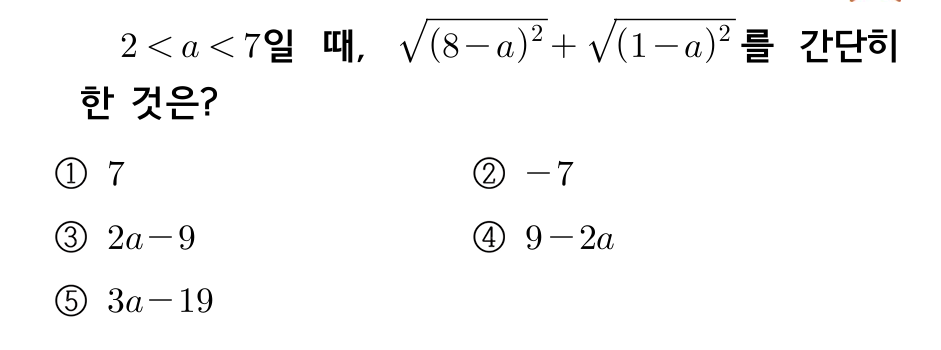 2 < a < 7일 때, √(8-a)² + √(1-a)² 를 간단히
한 것은?
① 7 ② -7
③ 2a-9 ④ 9-2a
⑤ 3a-19